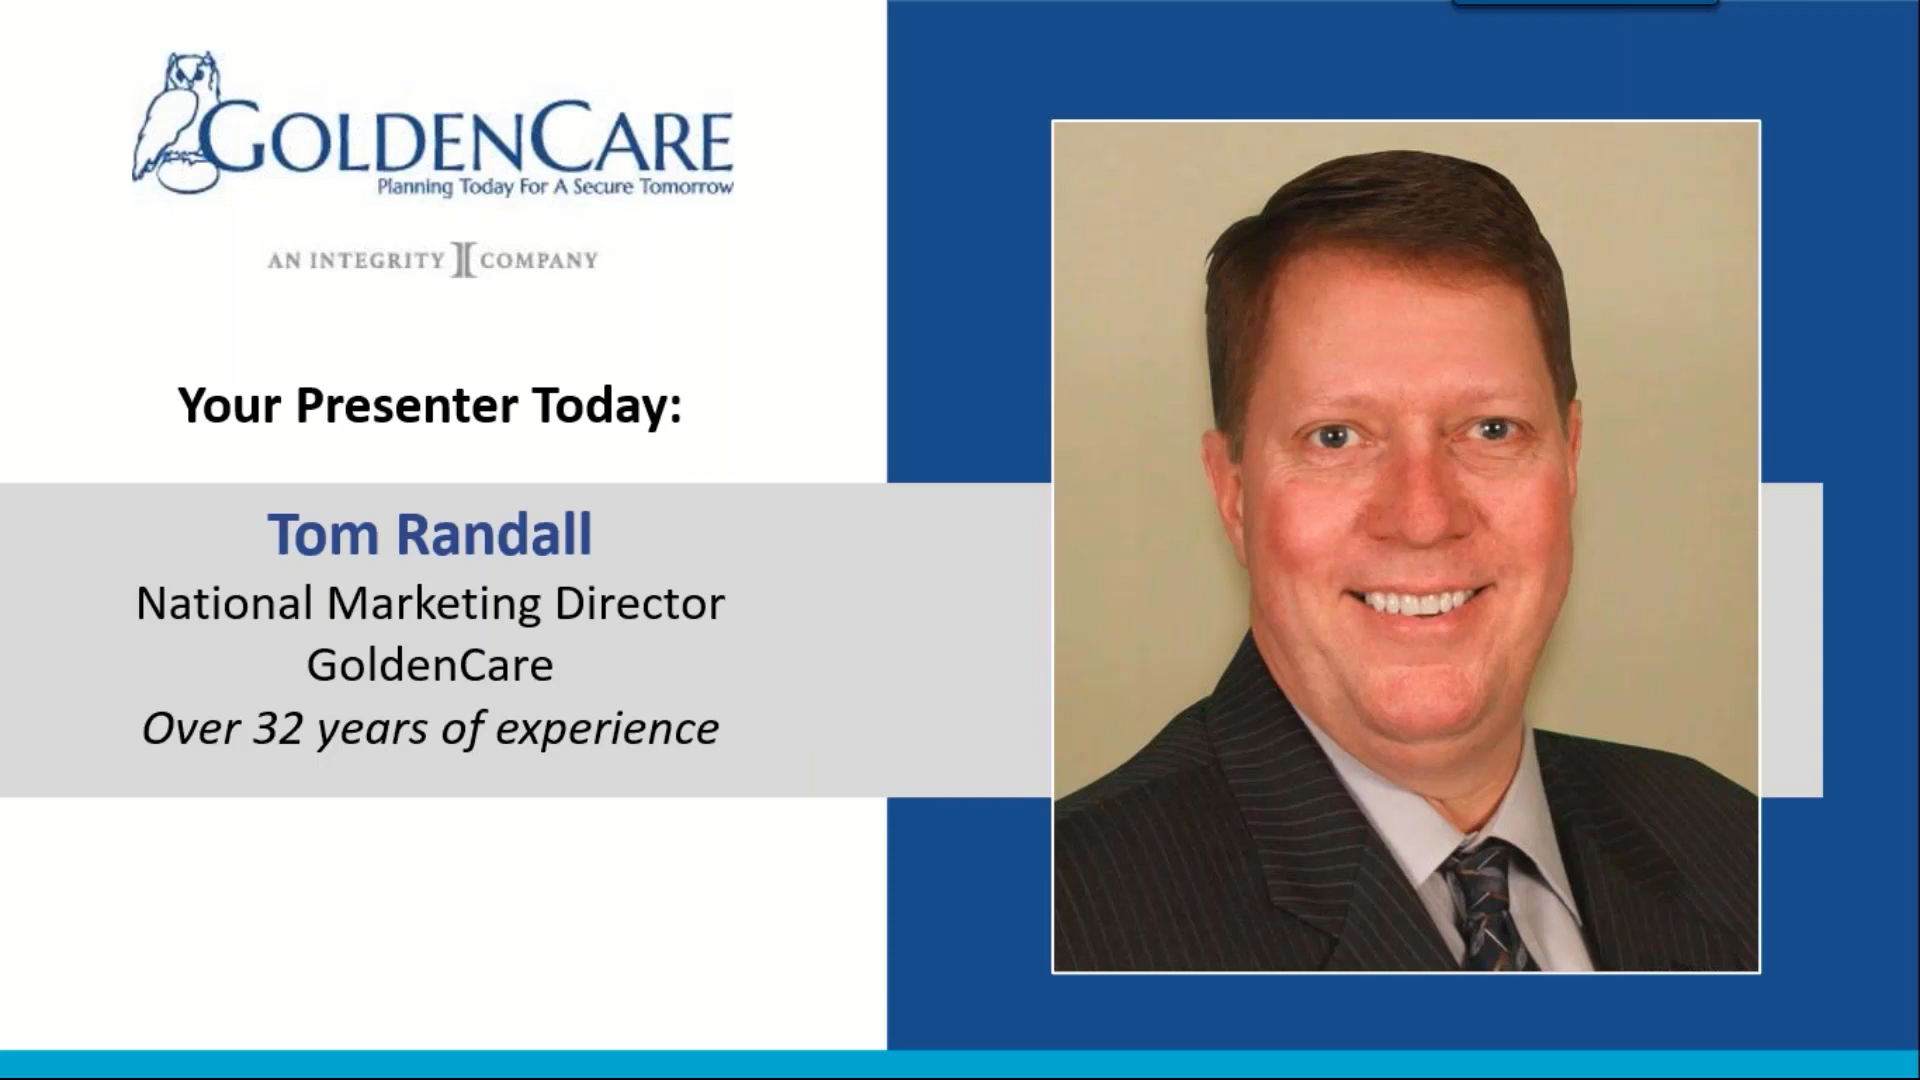 GOLDENCARE
Planning Today For A Secure Tomorrow
AN INTEGRITY COMPANY
Your Presenter Today:
Tom Randall
National Marketing Director
GoldenCare
Over 32 years of experience